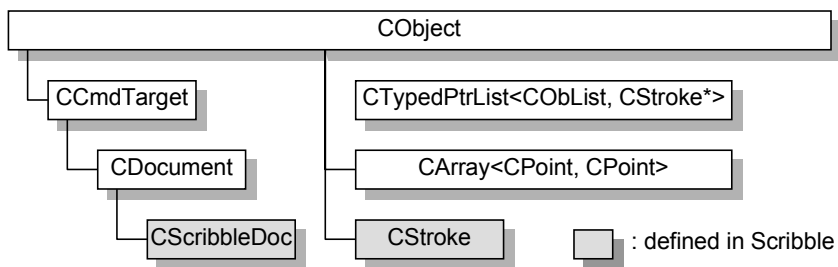 CObject
CCmdTarget
CTypedPtrList<CObList, CStroke*>
CDocument
CArray<CPoint, CPoint>
CScribbleDoc
CStroke
: defined in Scribble